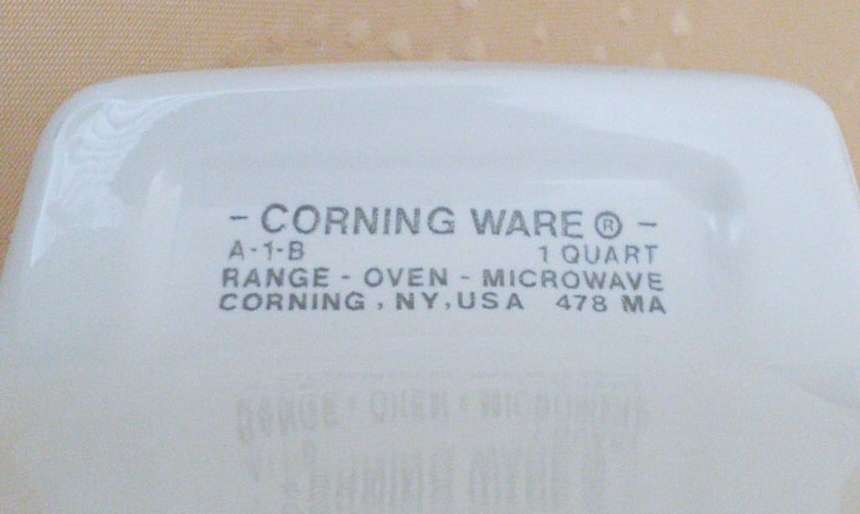 - CORNING WARE ® -
A-1-B 1 QUART
RANGE - OVEN - MICROWAVE
CORNING, NY, USA 478 MA